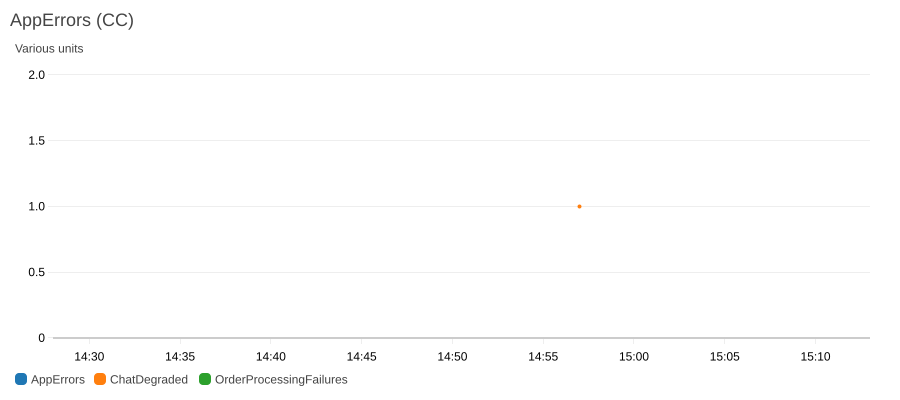 AppErrors (CC)
Various units
2.0
1.5
1.0
0.5
0
14:30 14:35 14:40 14:45 14:50 14:55 15:00 15:05 15:10
AppErrors ChatDegraded OrderProcessingFailures